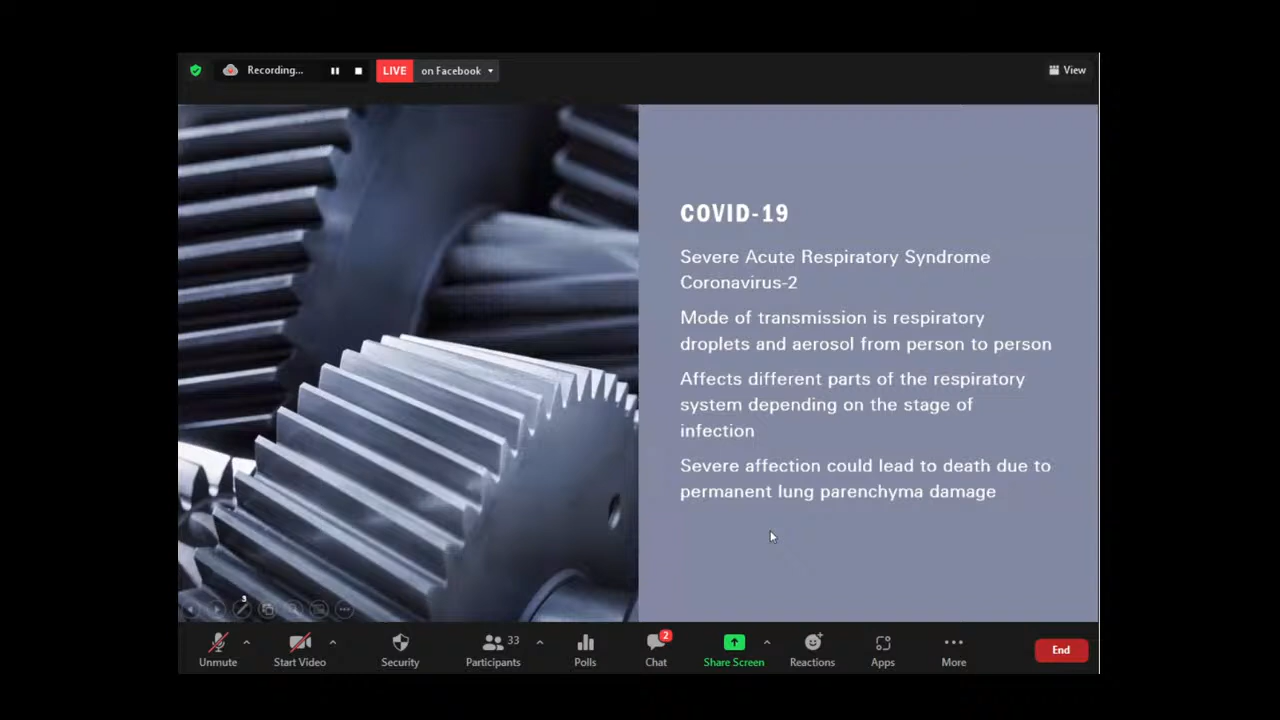 Recording...
LIVE
on Facebook
View
COVID-19
Severe Acute Respiratory Syndrome
Coronavirus-2
Mode of transmission is respiratory
droplets and aerosol from person to person
Affects different parts of the respiratory
system depending on the stage of
infection
Severe affection could lead to death due to
permanent lung parenchyma damage
3
33
2
Unmute
Start Video
Security
Participants
Polls
Chat
Share Screen
Reactions
Apps
More
End